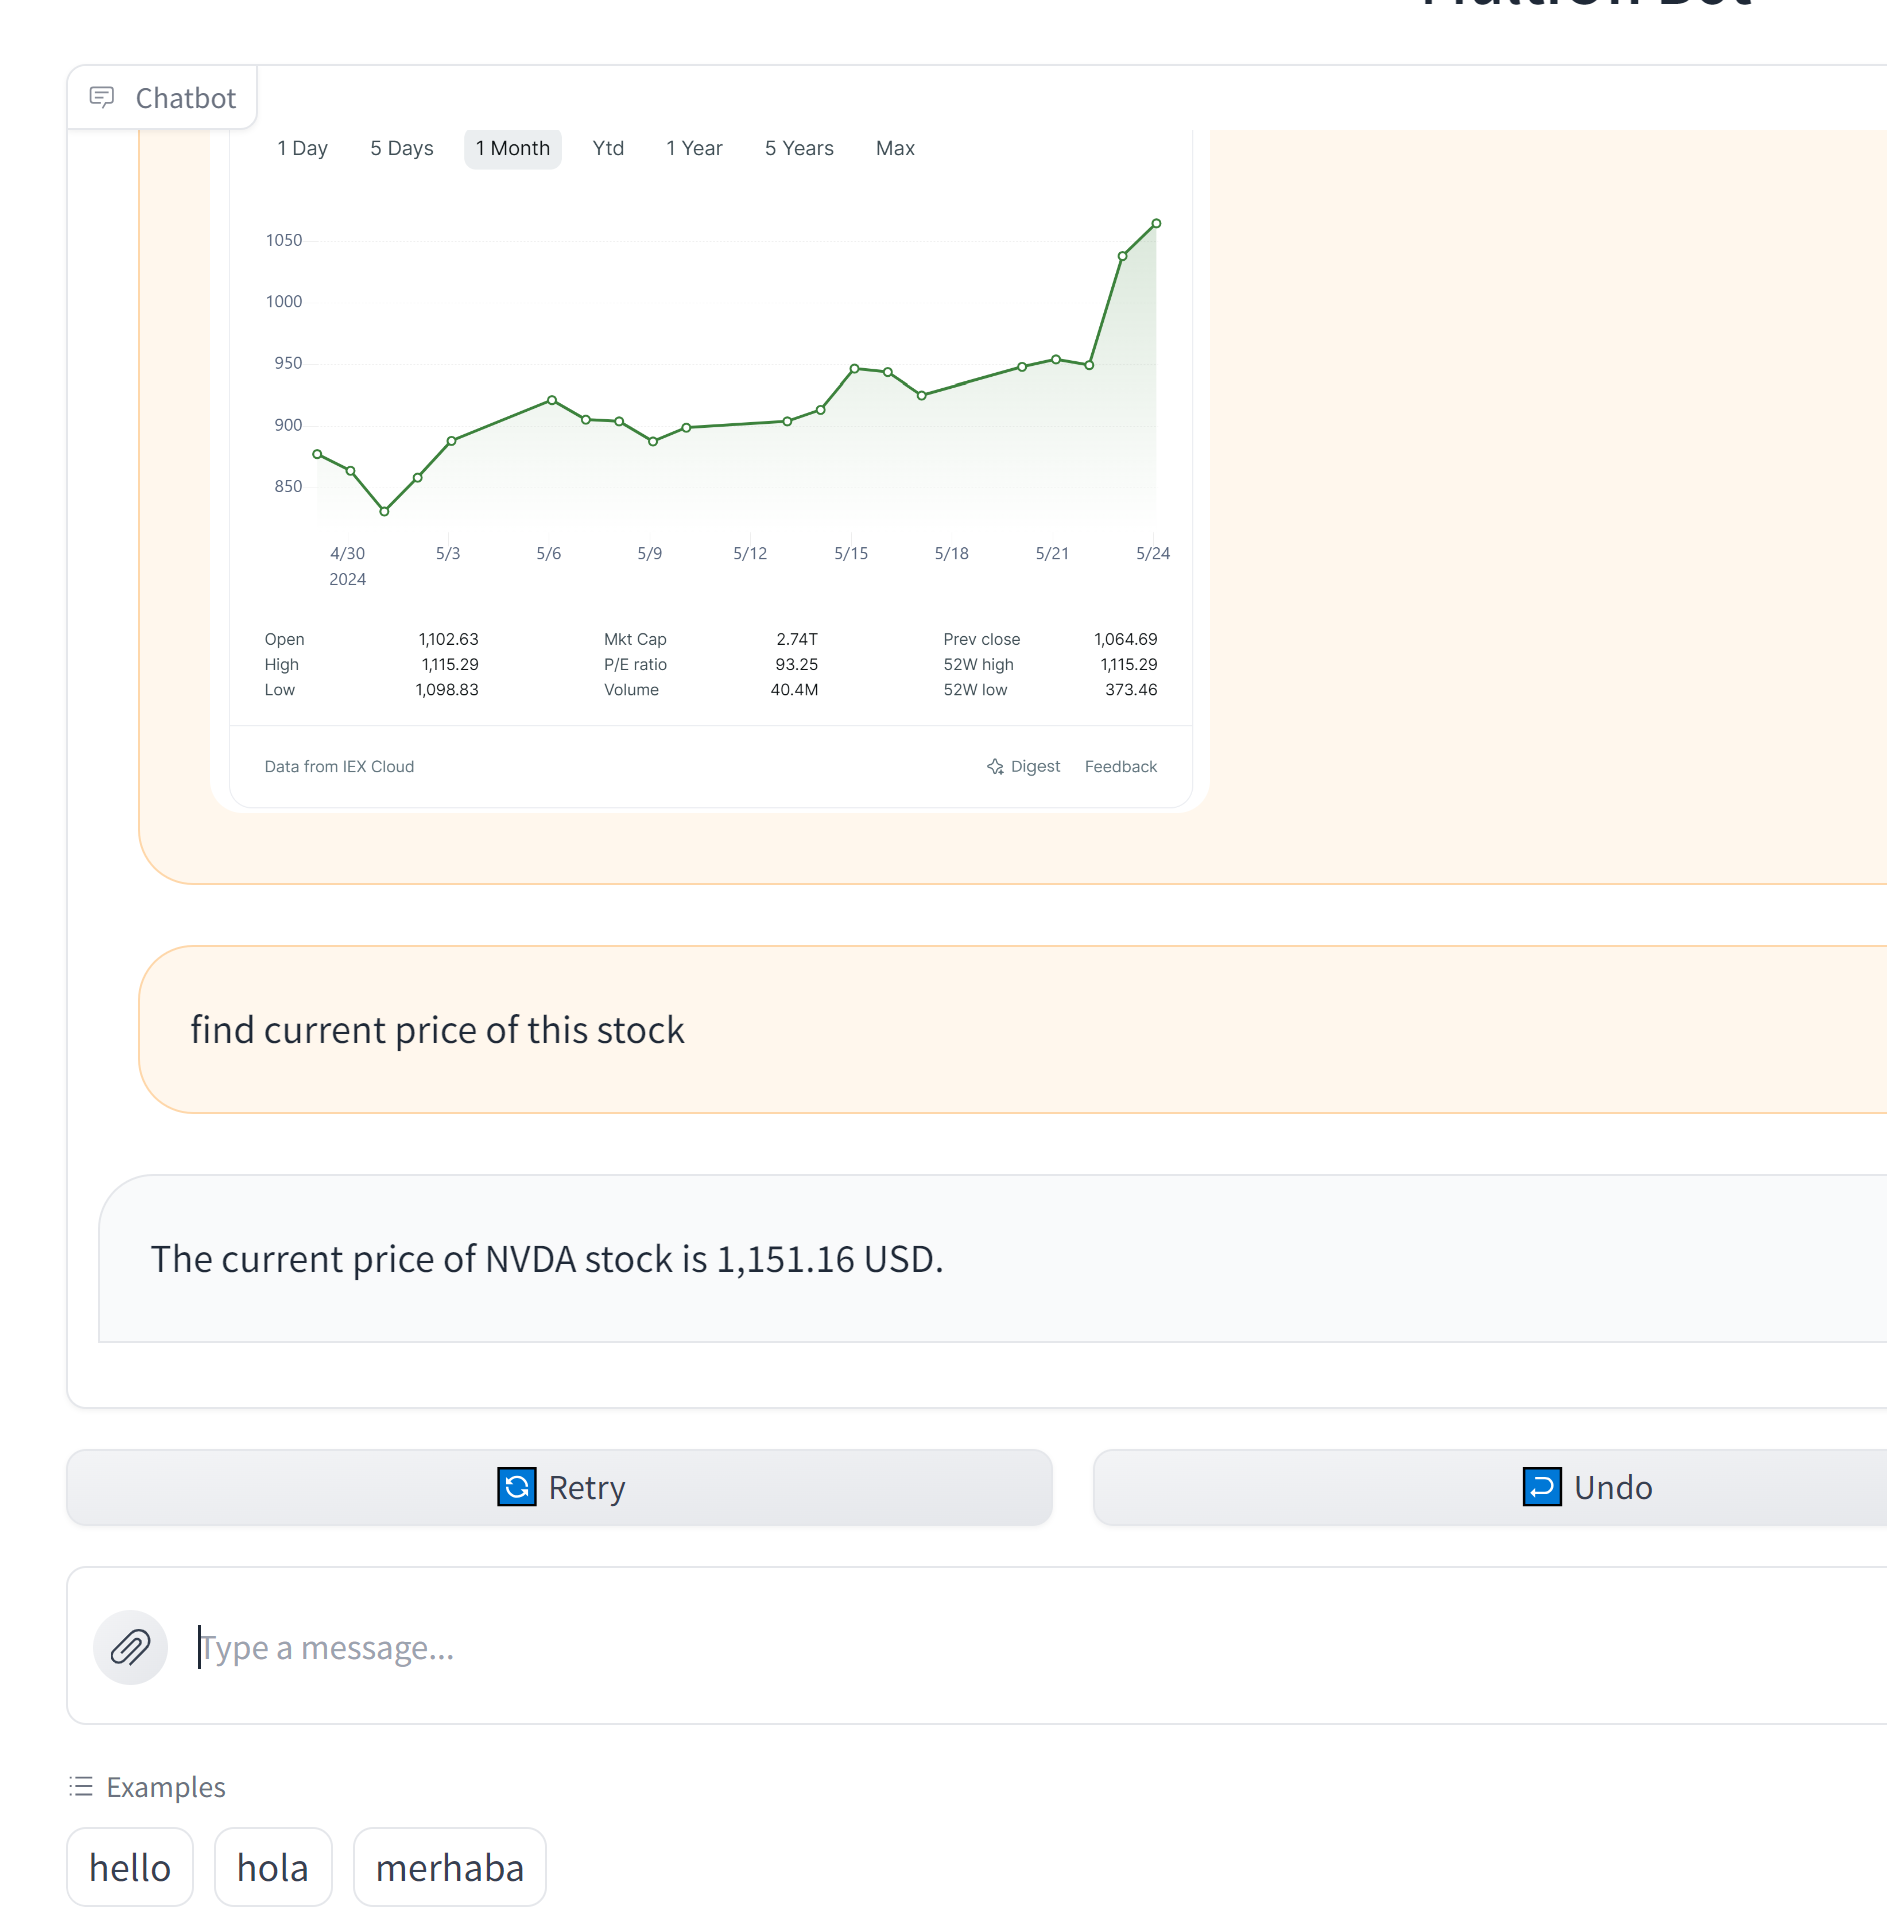 Chatbot
1 Day 5 Days 1 Month Ytd 1 Year 5 Years Max
1050
1000
950
900
850
4/30 5/3 5/6 5/9 5/12 5/15 5/18 5/21 5/24
2024
Open 1,102.63 Mkt Cap 2.74T Prev close 1,064.69
High 1,115.29 P/E ratio 93.25 52W high 1,115.29
Low 1,098.83 Volume 40.4M 52W low 373.46
Data from IEX Cloud Digest Feedback
find current price of this stock
The current price of NVDA stock is 1,151.16 USD.
Retry Undo
Type a message...
Examples
hello hola merhaba